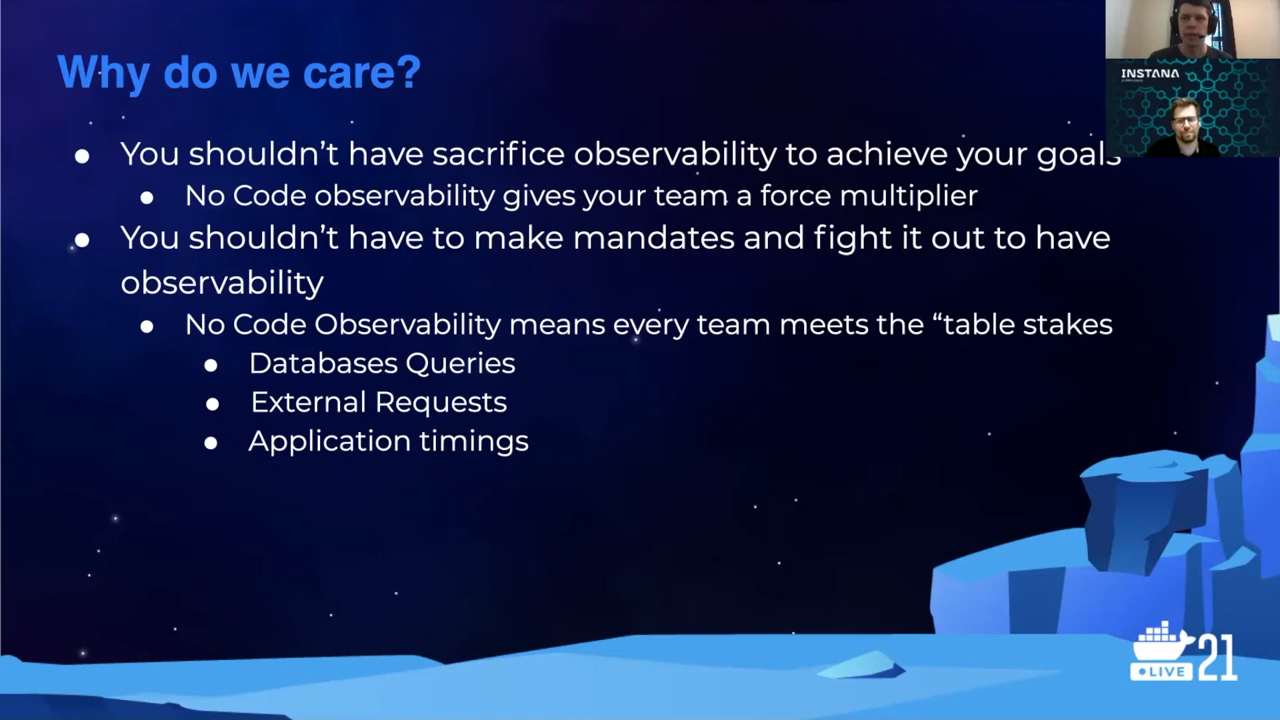 Why do we care?
INSTANA
● You shouldn't have sacrifice observability to achieve your goals
● No Code observability gives your team a force multiplier
● You shouldn't have to make mandates and fight it out to have
observability
● No Code Observability means every team meets the “table stakes
● Databases Queries
● External Requests
● Application timings
LIVE 21